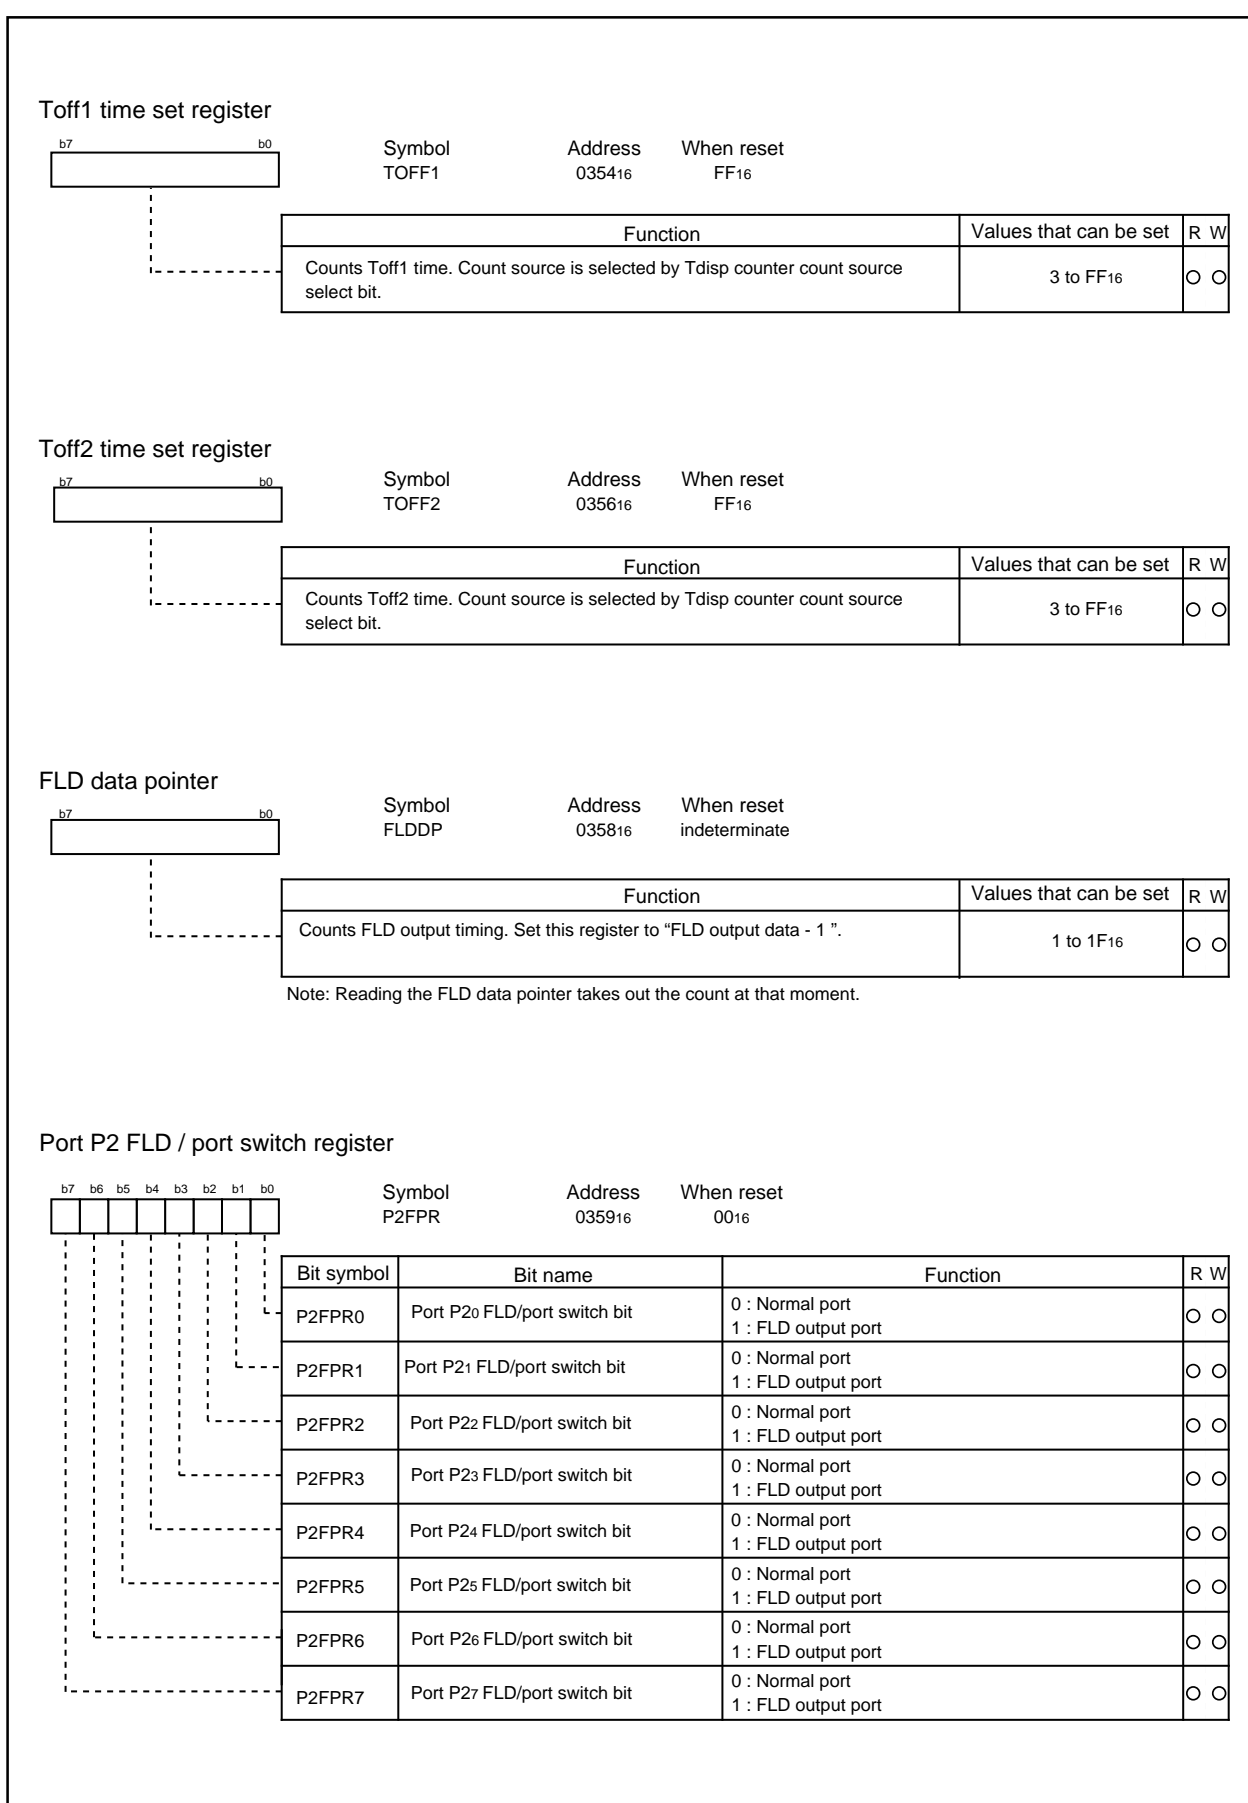 Toff1 time set register
b7 b0
Symbol Address When reset
TOFF1 035416 FF16
Function Values that can be set R W
Counts Toff1 time. Count source is selected by Tdisp counter count source
select bit.
3 to FF16
Toff2 time set register
b7 b0
Symbol Address When reset
TOFF2 035616 FF16
Function Values that can be set R W
Counts Toff2 time. Count source is selected by Tdisp counter count source
select bit.
3 to FF16
FLD data pointer
b7 b0
Symbol Address When reset
FLDDP 035816 indeterminate
Function Values that can be set R W
Counts FLD output timing. Set this register to “FLD output data - 1 ”.
1 to 1F16
Note: Reading the FLD data pointer takes out the count at that moment.
Port P2 FLD / port switch register
b7 b6 b5 b4 b3 b2 b1 b0
Symbol Address When reset
P2FPR 035916 0016
Bit symbol Bit name Function R W
P2FPR0 Port P20 FLD/port switch bit
0 : Normal port
1 : FLD output port
P2FPR1 Port P21 FLD/port switch bit
0 : Normal port
1 : FLD output port
P2FPR2 Port P22 FLD/port switch bit
0 : Normal port
1 : FLD output port
P2FPR3 Port P23 FLD/port switch bit
0 : Normal port
1 : FLD output port
P2FPR4 Port P24 FLD/port switch bit
0 : Normal port
1 : FLD output port
P2FPR5 Port P25 FLD/port switch bit
0 : Normal port
1 : FLD output port
P2FPR6 Port P26 FLD/port switch bit
0 : Normal port
1 : FLD output port
P2FPR7 Port P27 FLD/port switch bit
0 : Normal port
1 : FLD output port